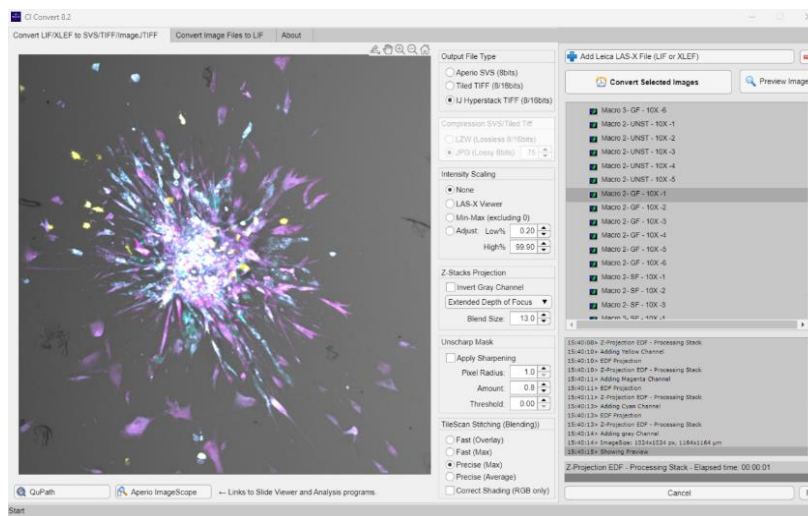 CI Convert 8.2
Convert LIF/XLEF to SVS/TIFF/ImageJTIFF
Convert Image Files to LIF
About
Output File Type
Aperio SVS (8bits)
Tiled TIFF (8/16bits)
IJ Hyperstack TIFF (8/16bits)
Compression SVS/Tiled Tiff
LZW (Lossless 8/16bits)
JPG (Lossy 8bits) 75
Intensity Scaling
None
LAS-X Viewer
Min-Max (excluding 0)
Adjust Low% 0.20
High% 99.90
Z-Stacks Projection
Invert Gray Channel
Extended Depth of Focus
Blend Size: 13.0
Unscharp Mask
Apply Sharpening
Pixel Radius: 1.0
Amount: 0.8
Threshold: 0.00
TileScan Stitching (Blending))
Fast (Overlay)
Fast (Max)
Precise (Max)
Precise (Average)
Correct Shading (RGB only)
Add Leica LAS-X File (LIF or XLEF)
Convert Selected Images
Preview Image
Macro 3- GF - 10X -6
Macro 2- UNST - 10X -1
Macro 2- UNST - 10X -2
Macro 2- UNST - 10X -3
Macro 2- UNST - 10X -4
Macro 2- UNST - 10X -5
Macro 2- GF - 10X -1
Macro 2- GF - 10X -2
Macro 2- GF - 10X -3
Macro 2- GF - 10X -4
Macro 2- GF - 10X -5
Macro 2- GF - 10X -6
Macro 2- SF - 10X -1
Macro 2- SF - 10X -2
Macro 2- SF - 10X -3
Macro 2- SF - 10X -4
15:40:08> Z-Projection EDF - Processing Stack
15:40:10> Adding Yellow Channel
15:40:10> EDF Projection
15:40:10> Z-Projection EDF - Processing Stack
15:40:11> Adding Magenta Channel
15:40:11> EDF Projection
15:40:11> Z-Projection EDF - Processing Stack
15:40:13> Adding Cyan Channel
15:40:13> EDF Projection
15:40:13> Z-Projection EDF - Processing Stack
15:40:14> Adding gray Channel
15:40:14> ImageSize: 1024x1024 px, 1164x1164 µm
15:40:15> Showing Preview
Z-Projection EDF - Processing Stack - Elapsed time: 00:00:01
Cancel
QuPath
Aperio ImageScope
←- Links to Slide Viewer and Analysis programs.
Start